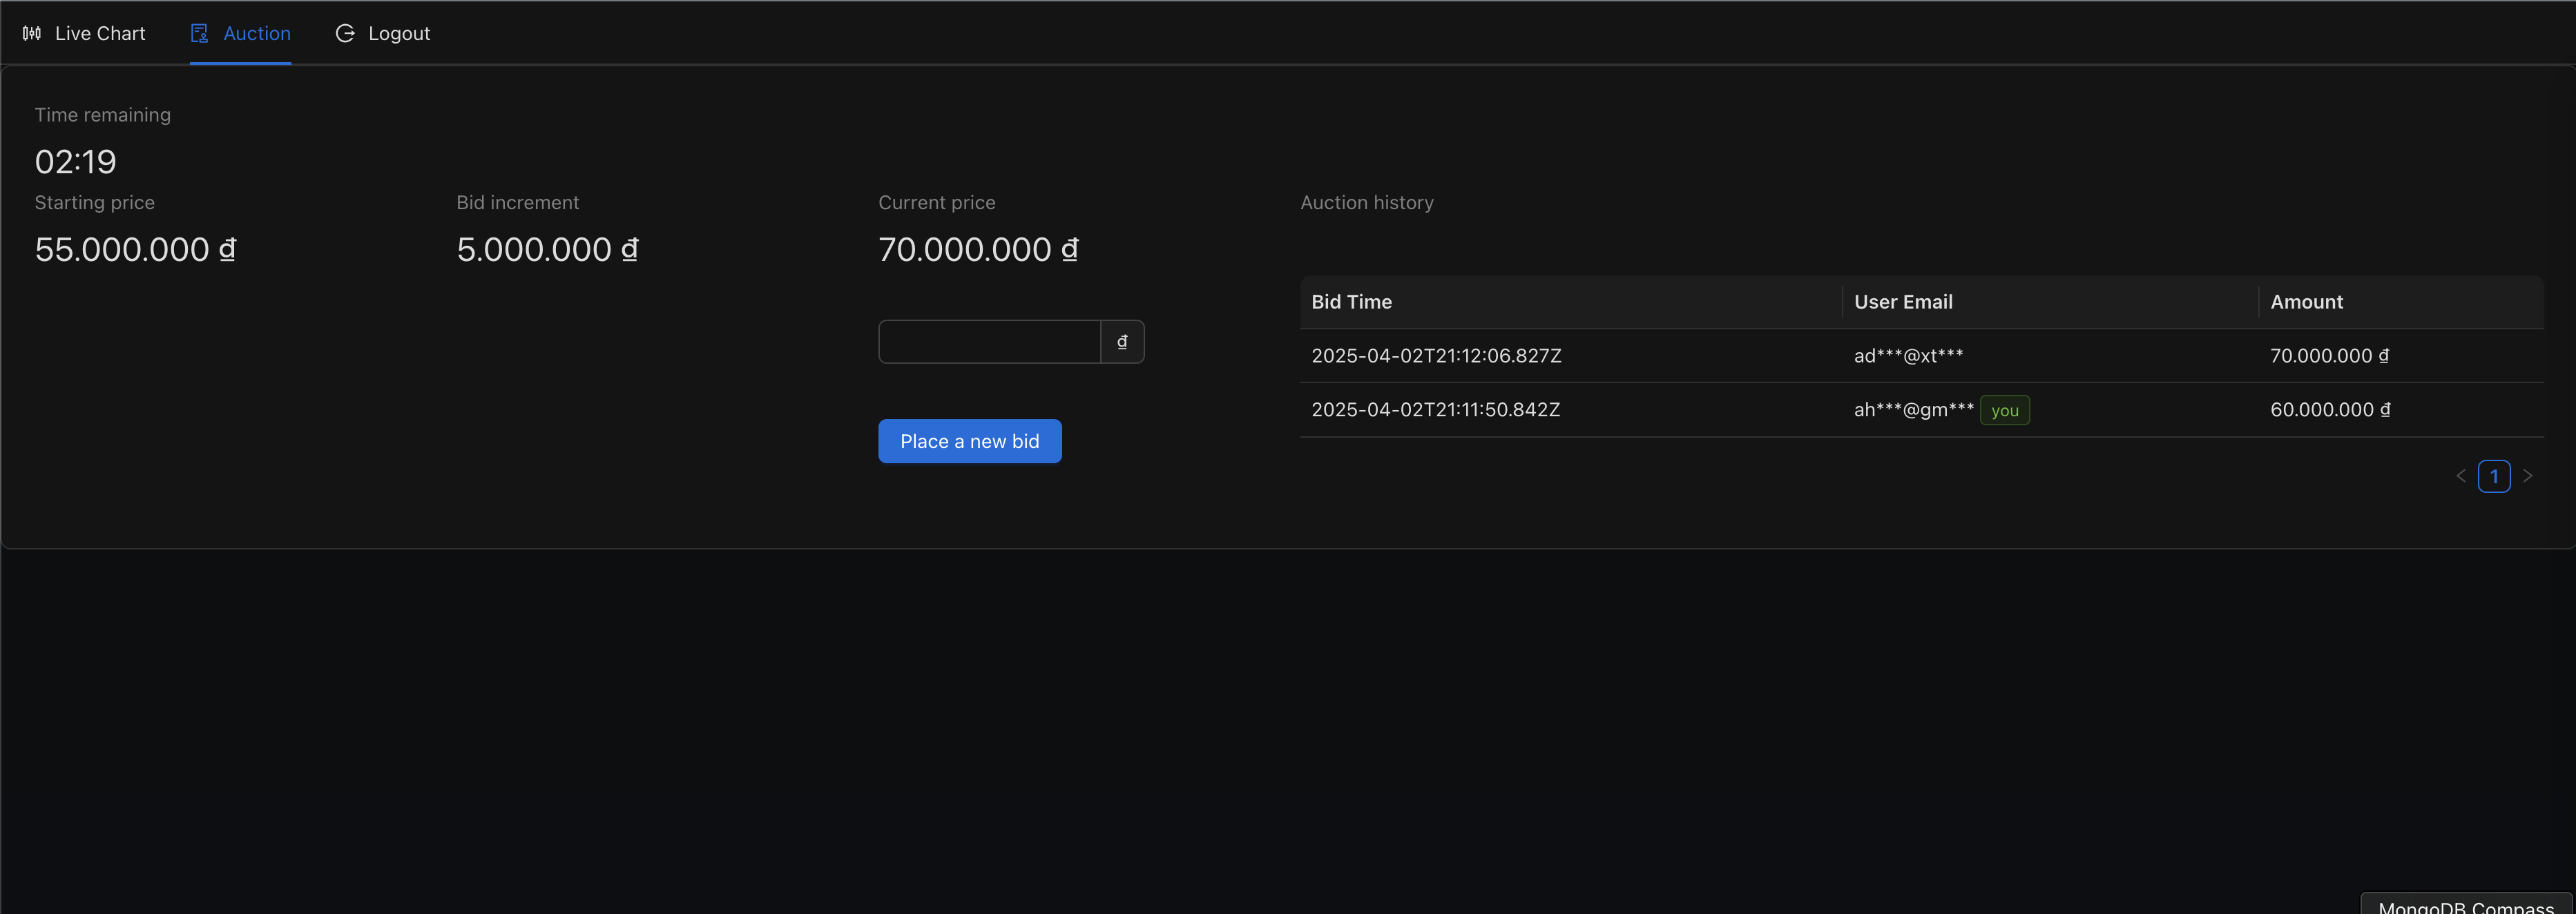 Live Chart Auction Logout
Time remaining
02:19
Starting price Bid increment Current price Auction history
55.000.000 ₫ 5.000.000 ₫ 70.000.000 ₫
Bid Time User Email Amount
2025-04-02T21:12:06.827Z ad***@xt*** 70.000.000 ₫
₫
2025-04-02T21:11:50.842Z ah***@gm*** you 60.000.000 ₫
Place a new bid
< 1 >
MongoDB Compass